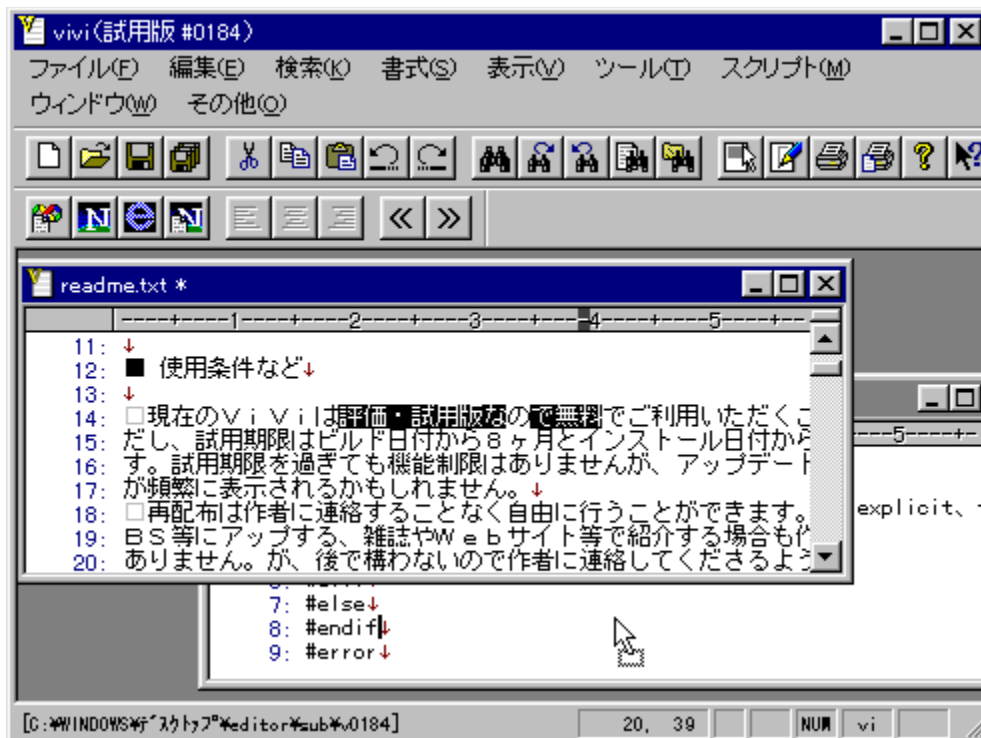 vivi(試用版 #0184)
ファイル(F) 編集(E) 検索(K) 書式(S) 表示(V) ツール(T) スクリプト(M)
ウィンドウ(W) その他(O)
readme.txt *
----+----1----+----2----+----3----+----4----+----5----+--
11: ↓
12: ■ 使用条件など↓
13: ↓
14: □現在のViViは評価・試用版なので無料でご利用いただくこ
15: だし、試用期限はビルド日付から8ヶ月とインストール日付から
16: す。試用期限を過ぎても機能制限はありませんが、アップデート
17: が頻繁に表示されるかもしれません。↓
18: □再配布は作者に連絡することなく自由に行うことができます。
19: BS等にアップする、雑誌やWebサイト等で紹介する場合も作
20: ありません。が、後で構わないので作者に連絡してくださるよう
----5----+-
explicit、
7: #else↓
8: #endif↓
9: #error↓
[C:¥WINDOWS¥ﾃﾞｽｸﾄｯﾌﾟ¥editor¥sub¥v0184] 20, 39 NUM vi